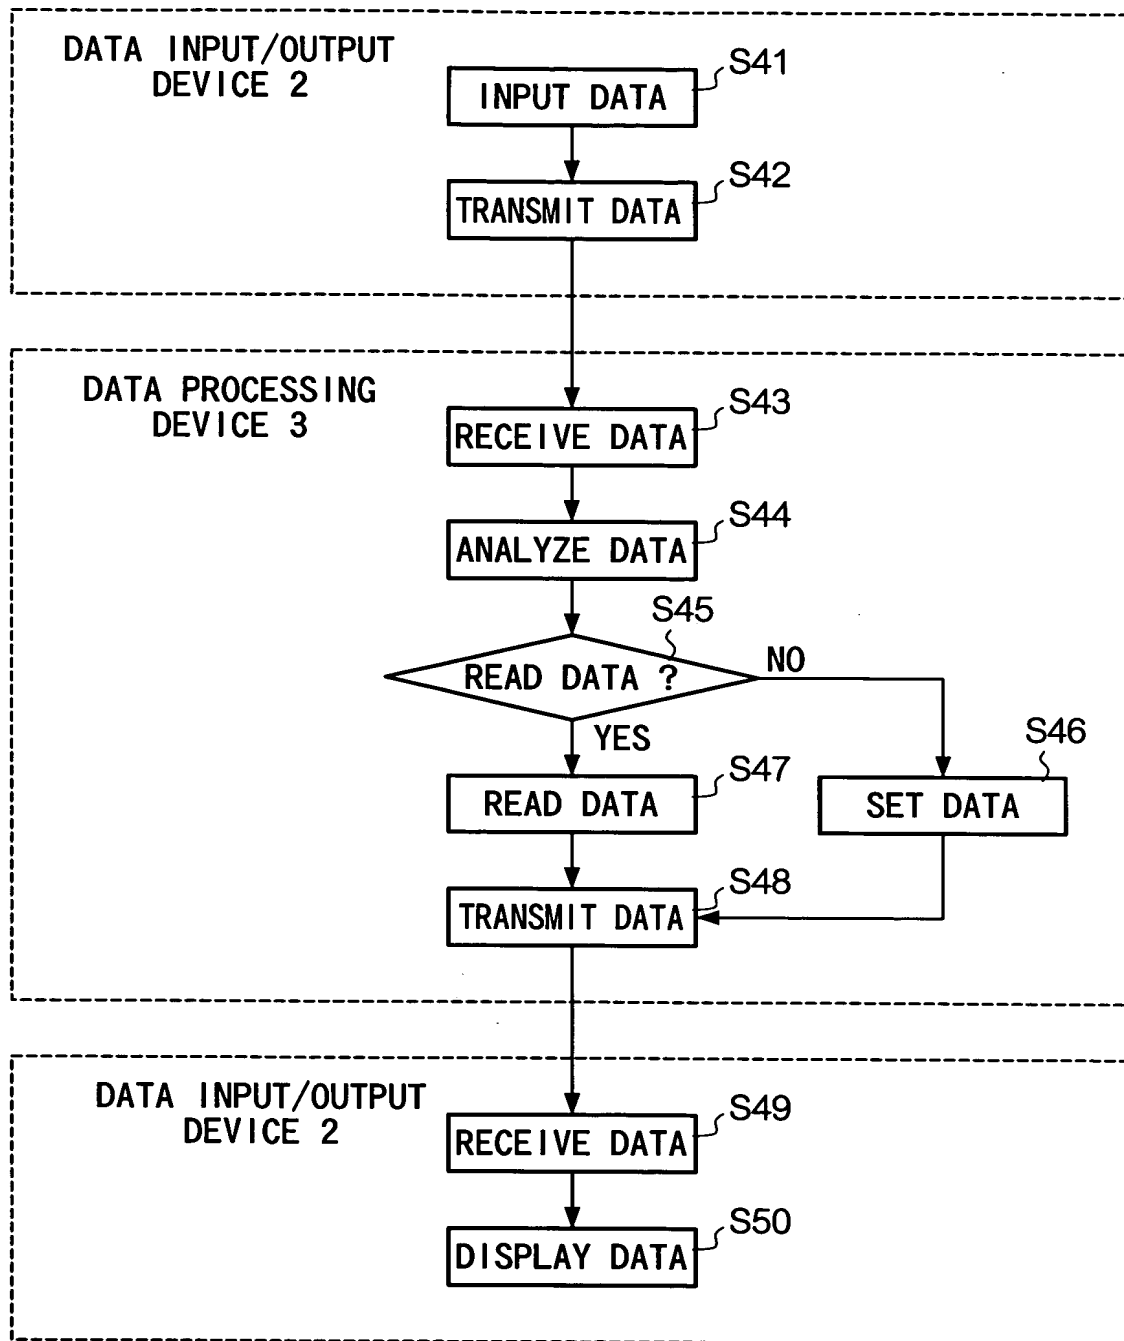 DATA INPUT/OUTPUT
DEVICE 2
S41
INPUT DATA
S42
TRANSMIT DATA
DATA PROCESSING
DEVICE 3
S43
RECEIVE DATA
S44
ANALYZE DATA
S45
READ DATA ?
NO
YES
S46
SET DATA
S47
READ DATA
S48
TRANSMIT DATA
DATA INPUT/OUTPUT
DEVICE 2
S49
RECEIVE DATA
S50
DISPLAY DATA